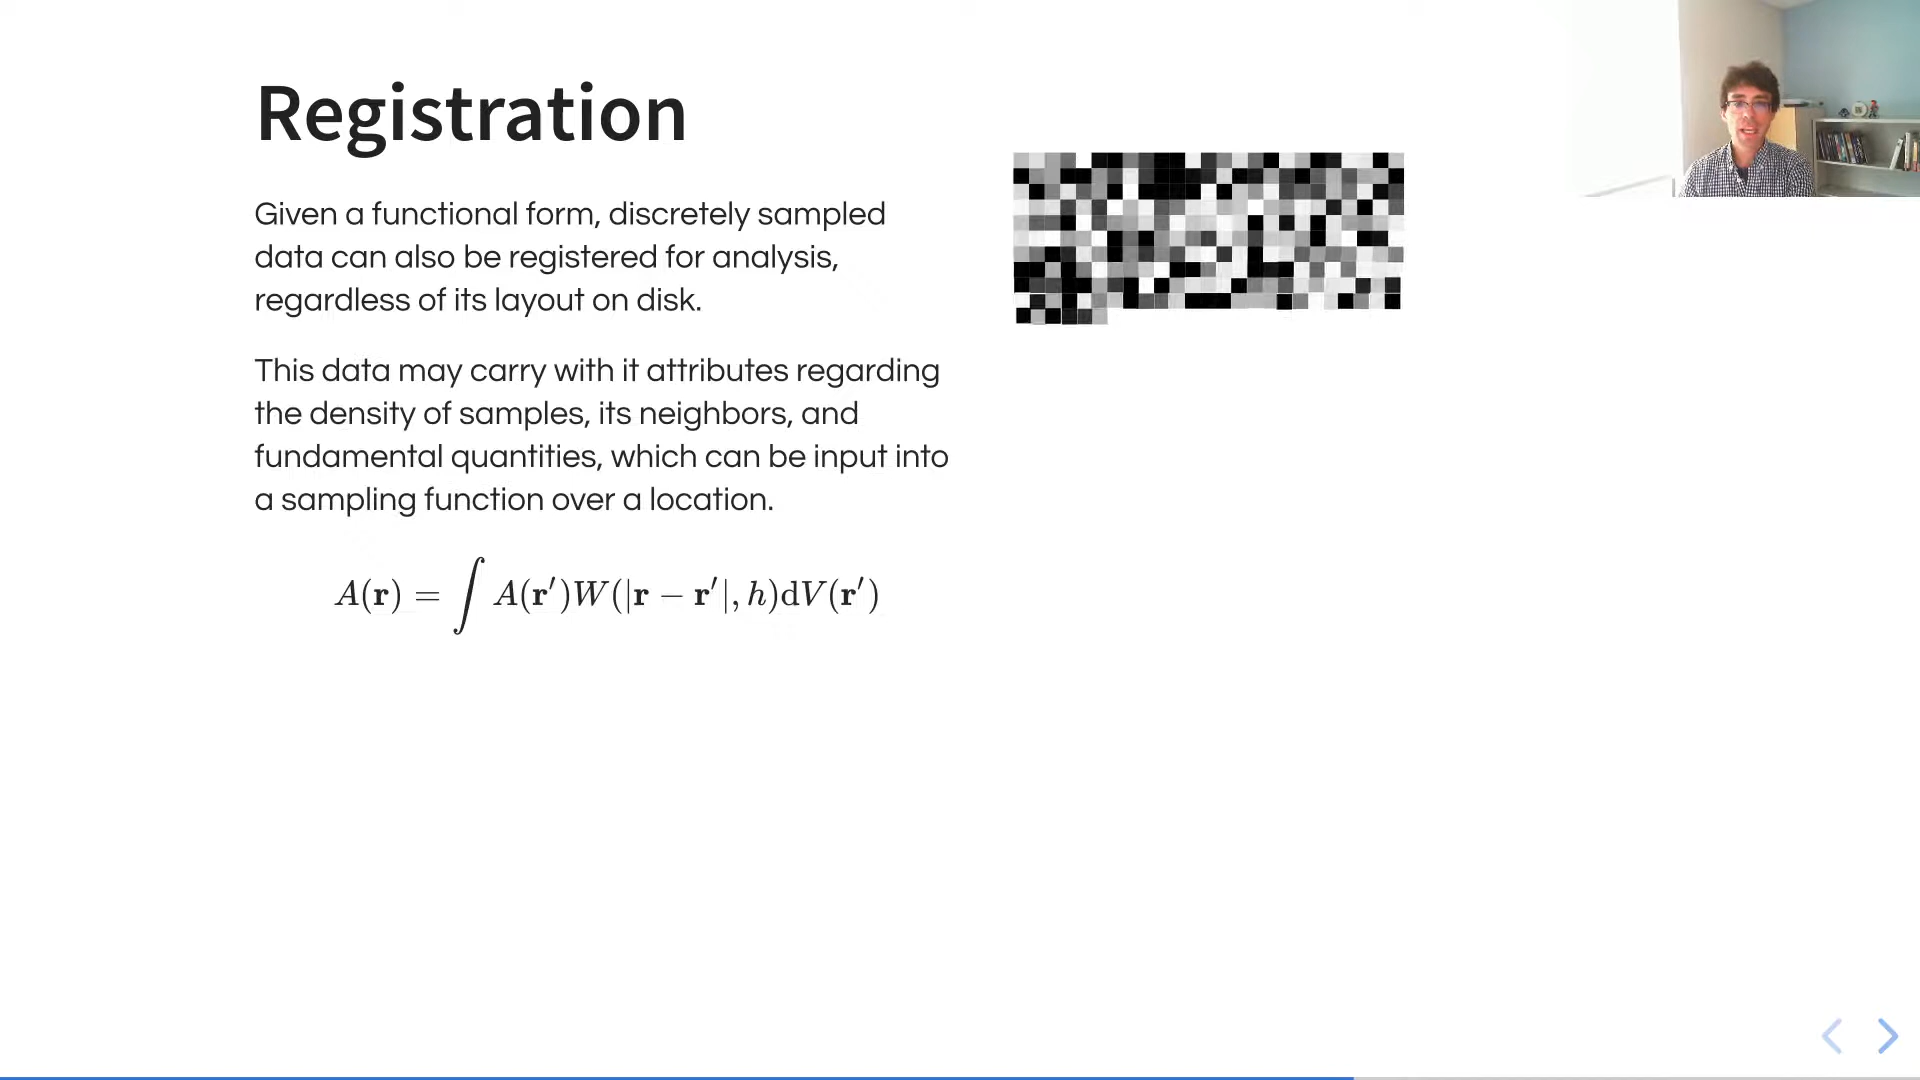 Registration
Given a functional form, discretely sampled
data can also be registered for analysis,
regardless of its layout on disk.
This data may carry with it attributes regarding
the density of samples, its neighbors, and
fundamental quantities, which can be input into
a sampling function over a location.
A(r) = ∫ A(r′)W(|r − r′|, h)dV(r′)